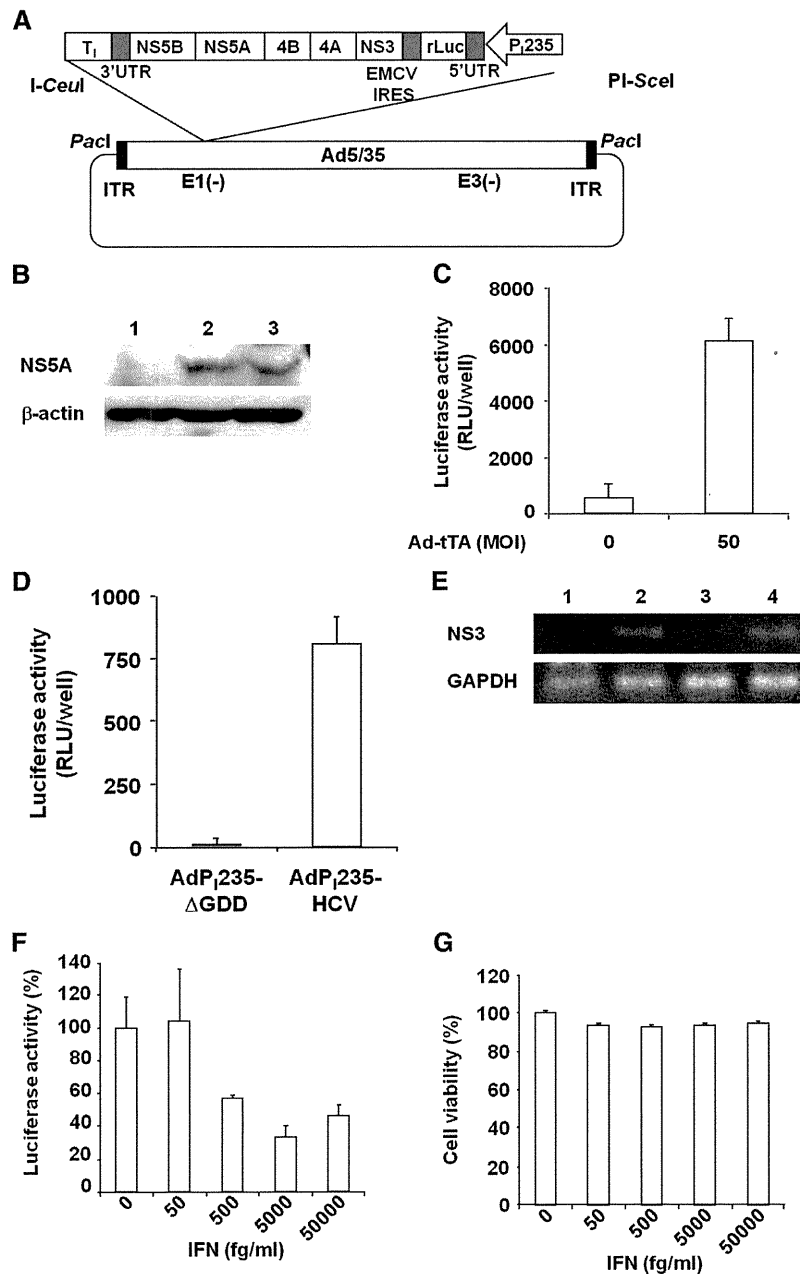 A
T_I NS5B NS5A 4B 4A NS3 rLuc P_I235
3'UTR EMCV IRES 5'UTR
I-CeuI PI-SceI
PacI PacI
Ad5/35
ITR E1(-) E3(-) ITR
B
1 2 3
NS5A
β-actin
C
Luciferase activity (RLU/well)
8000
6000
4000
2000
0
Ad-tTA (MOI) 0 50
D
Luciferase activity (RLU/well)
1000
750
500
250
0
AdP_I235-ΔGDD AdP_I235-HCV
E
1 2 3 4
NS3
GAPDH
F
Luciferase activity (%)
140
120
100
80
60
40
20
0
0 50 500 5000 50000
IFN (fg/ml)
G
Cell viability (%)
120
100
80
60
40
20
0
0 50 500 5000 50000
IFN (fg/ml)